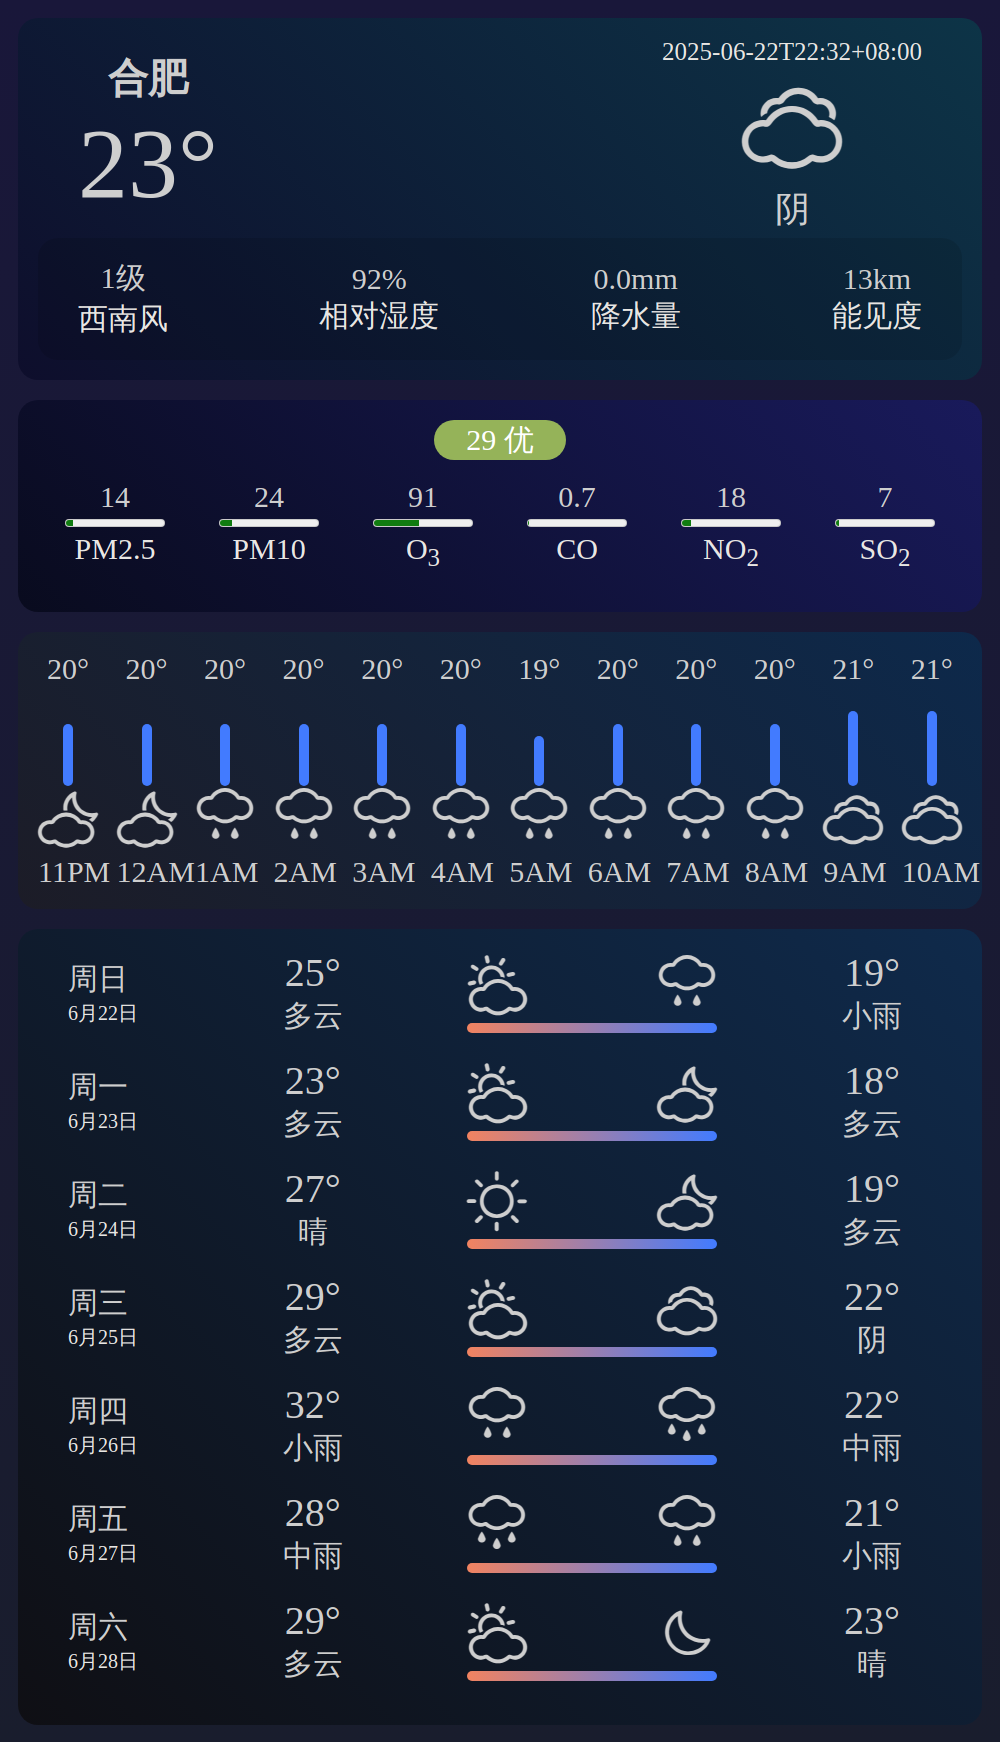 合肥
23°
2025-06-22T22:32+08:00
阴
1级 92% 0.0mm 13km
西南风 相对湿度 降水量 能见度
29 优
14 24 91 0.7 18 7
PM2.5 PM10 O3 CO NO2 SO2
20° 20° 20° 20° 20° 20° 19° 20° 20° 20° 21° 21°
11PM 12AM 1AM 2AM 3AM 4AM 5AM 6AM 7AM 8AM 9AM 10AM
周日 25° 19°
6月22日 多云 小雨
周一 23° 18°
6月23日 多云 多云
周二 27° 19°
6月24日 晴 多云
周三 29° 22°
6月25日 多云 阴
周四 32° 22°
6月26日 小雨 中雨
周五 28° 21°
6月27日 中雨 小雨
周六 29° 23°
6月28日 多云 晴